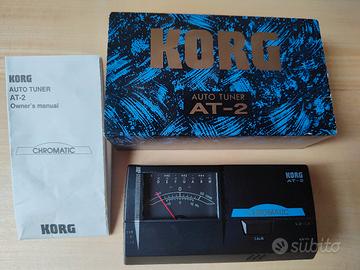 KORG
AUTO TUNER
AT-2
KORG
AUTO TUNER
AT-2
Owner's manual
CHROMATIC
KORG
KORG
AT-2
CHROMATIC
subito